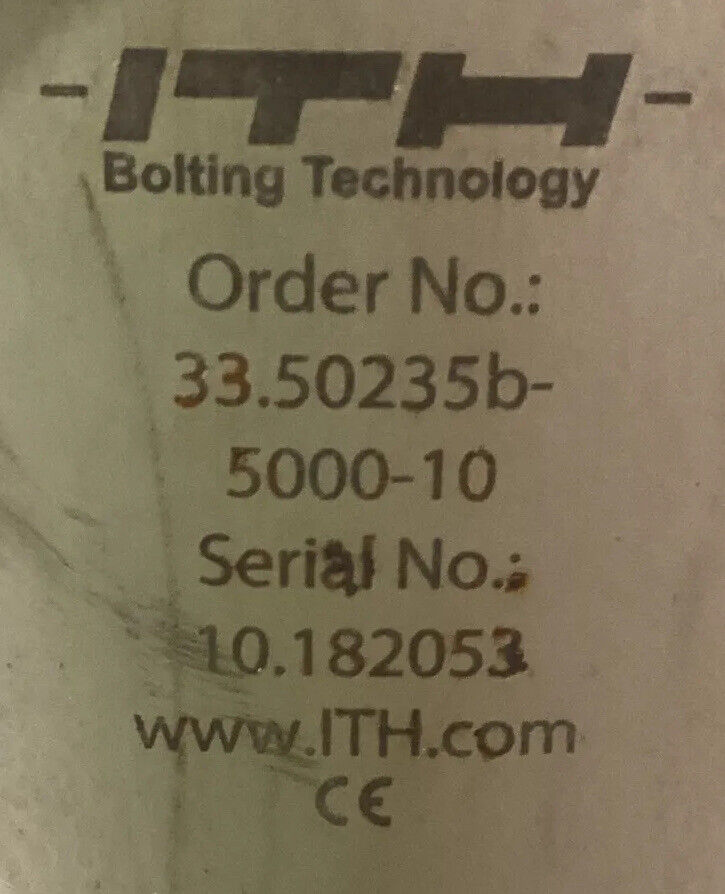 -ITH-
Bolting Technology
Order No.:
33.50235b-
5000-10
Serial No.:
10.182053
www.ITH.com
CE